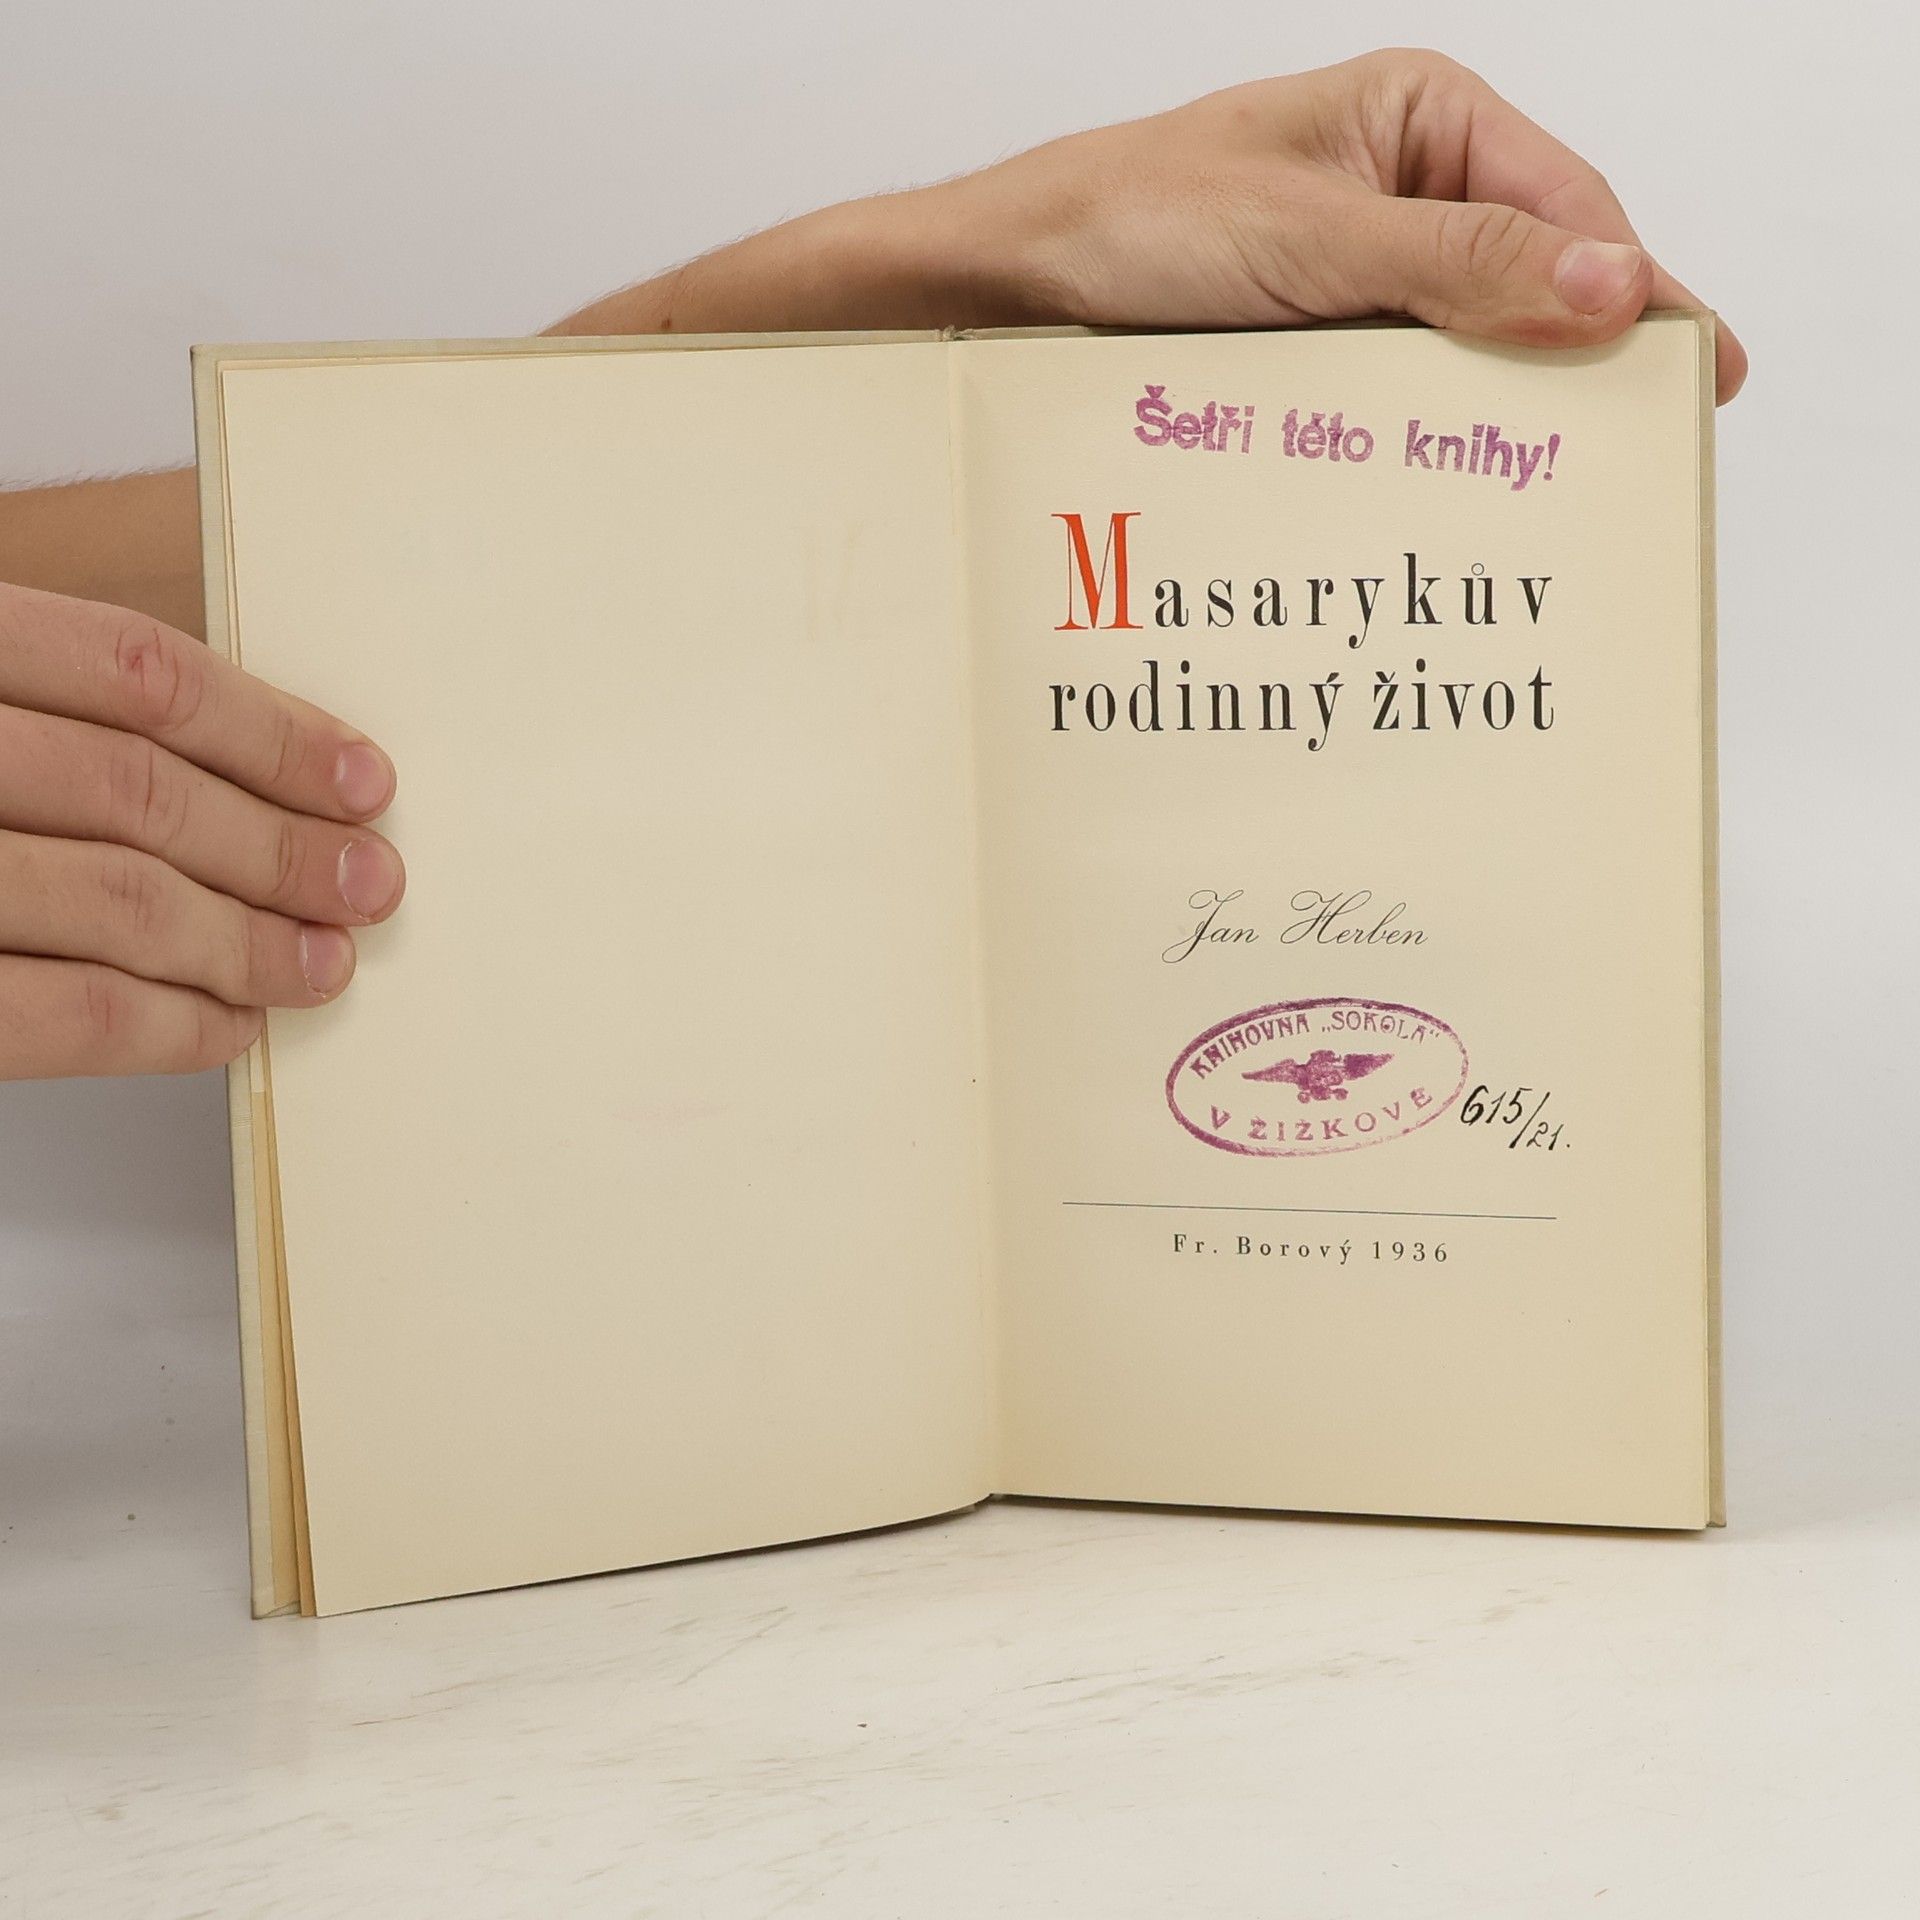 Šetři této knihy!
Masarykův
rodinný život
Jan Herben
KNIHOVNA „SOKOLA“
V ŽIŽKOVĚ
615/21.
Fr. Borový 1936